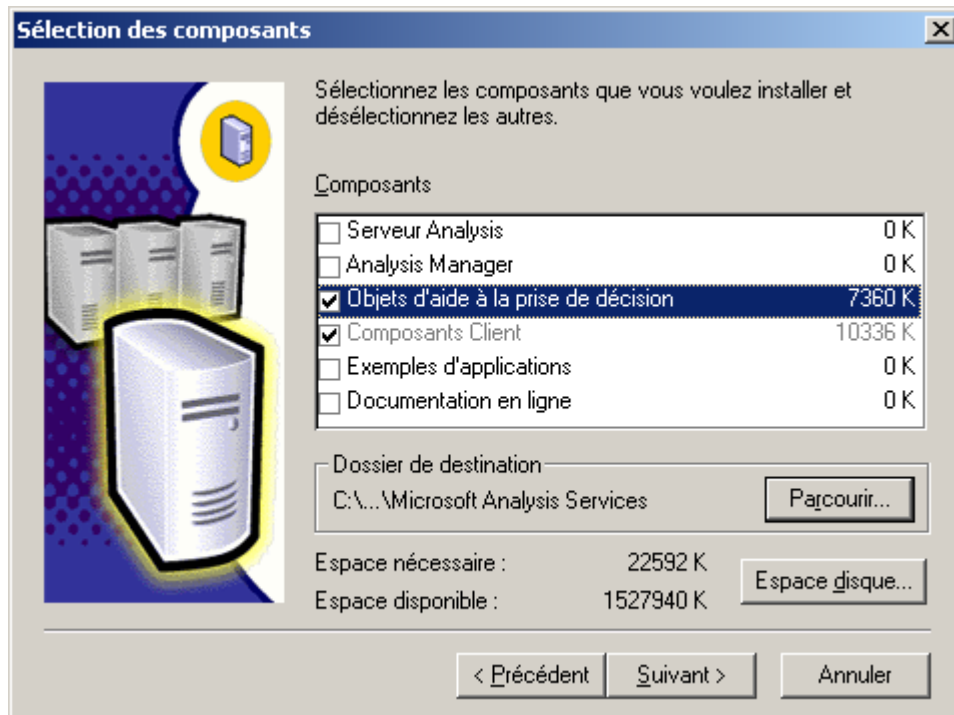 Sélection des composants
Sélectionnez les composants que vous voulez installer et
désélectionnez les autres.
Composants
Serveur Analysis 0 K
Analysis Manager 0 K
Objets d'aide à la prise de décision 7360 K
Composants Client 10336 K
Exemples d'applications 0 K
Documentation en ligne 0 K
Dossier de destination
C:\...\Microsoft Analysis Services Parcourir...
Espace nécessaire : 22592 K
Espace disque...
Espace disponible : 1527940 K
< Précédent Suivant > Annuler